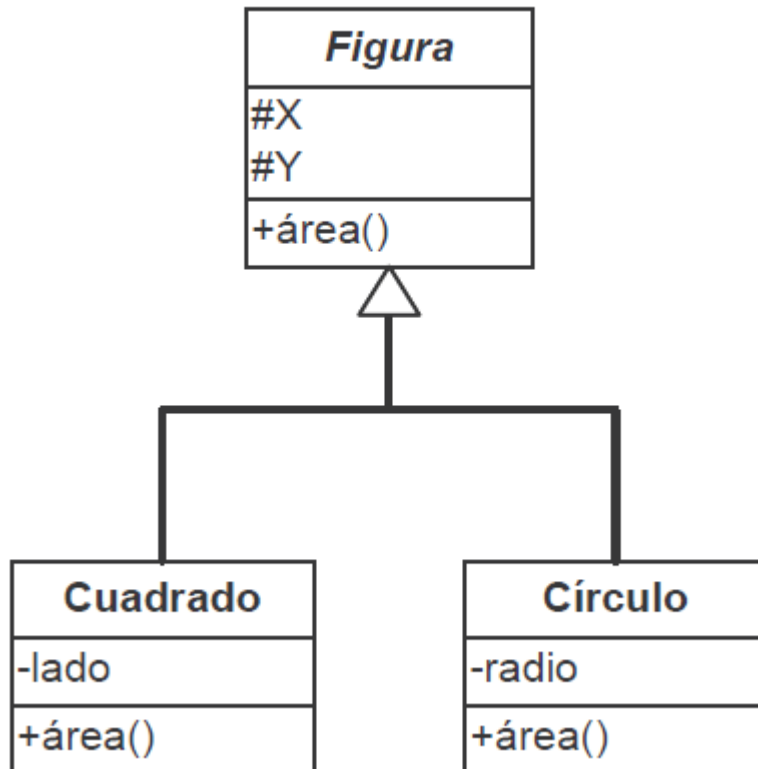 Figura
#X
#Y
+área()
Cuadrado
-lado
+área()
Círculo
-radio
+área()